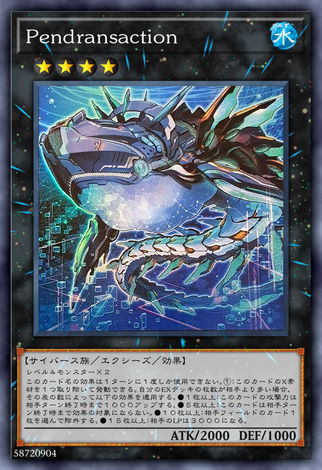 Pendransaction
水
【サイバース族/エクシーズ/効果】
レベル4モンスター×2
このカード名の効果は1ターンに1度しか使用できない。①:このカードのX素
材を1つ取り除いて発動できる。自分のEXデッキの枚数が相手より多い場合、
その差の数によって以下の効果を適用する。●1枚以上:このカードの攻撃力は
ターン終了時まで1000アップする。●5枚以上:このカードは相手ター
ン終了時まで効果の対象にならない。●10枚以上:相手フィールドのカード1
枚を選んで除外する。●15枚以上:相手のLPは3000になる。
ATK/2000 DEF/1000
58720904